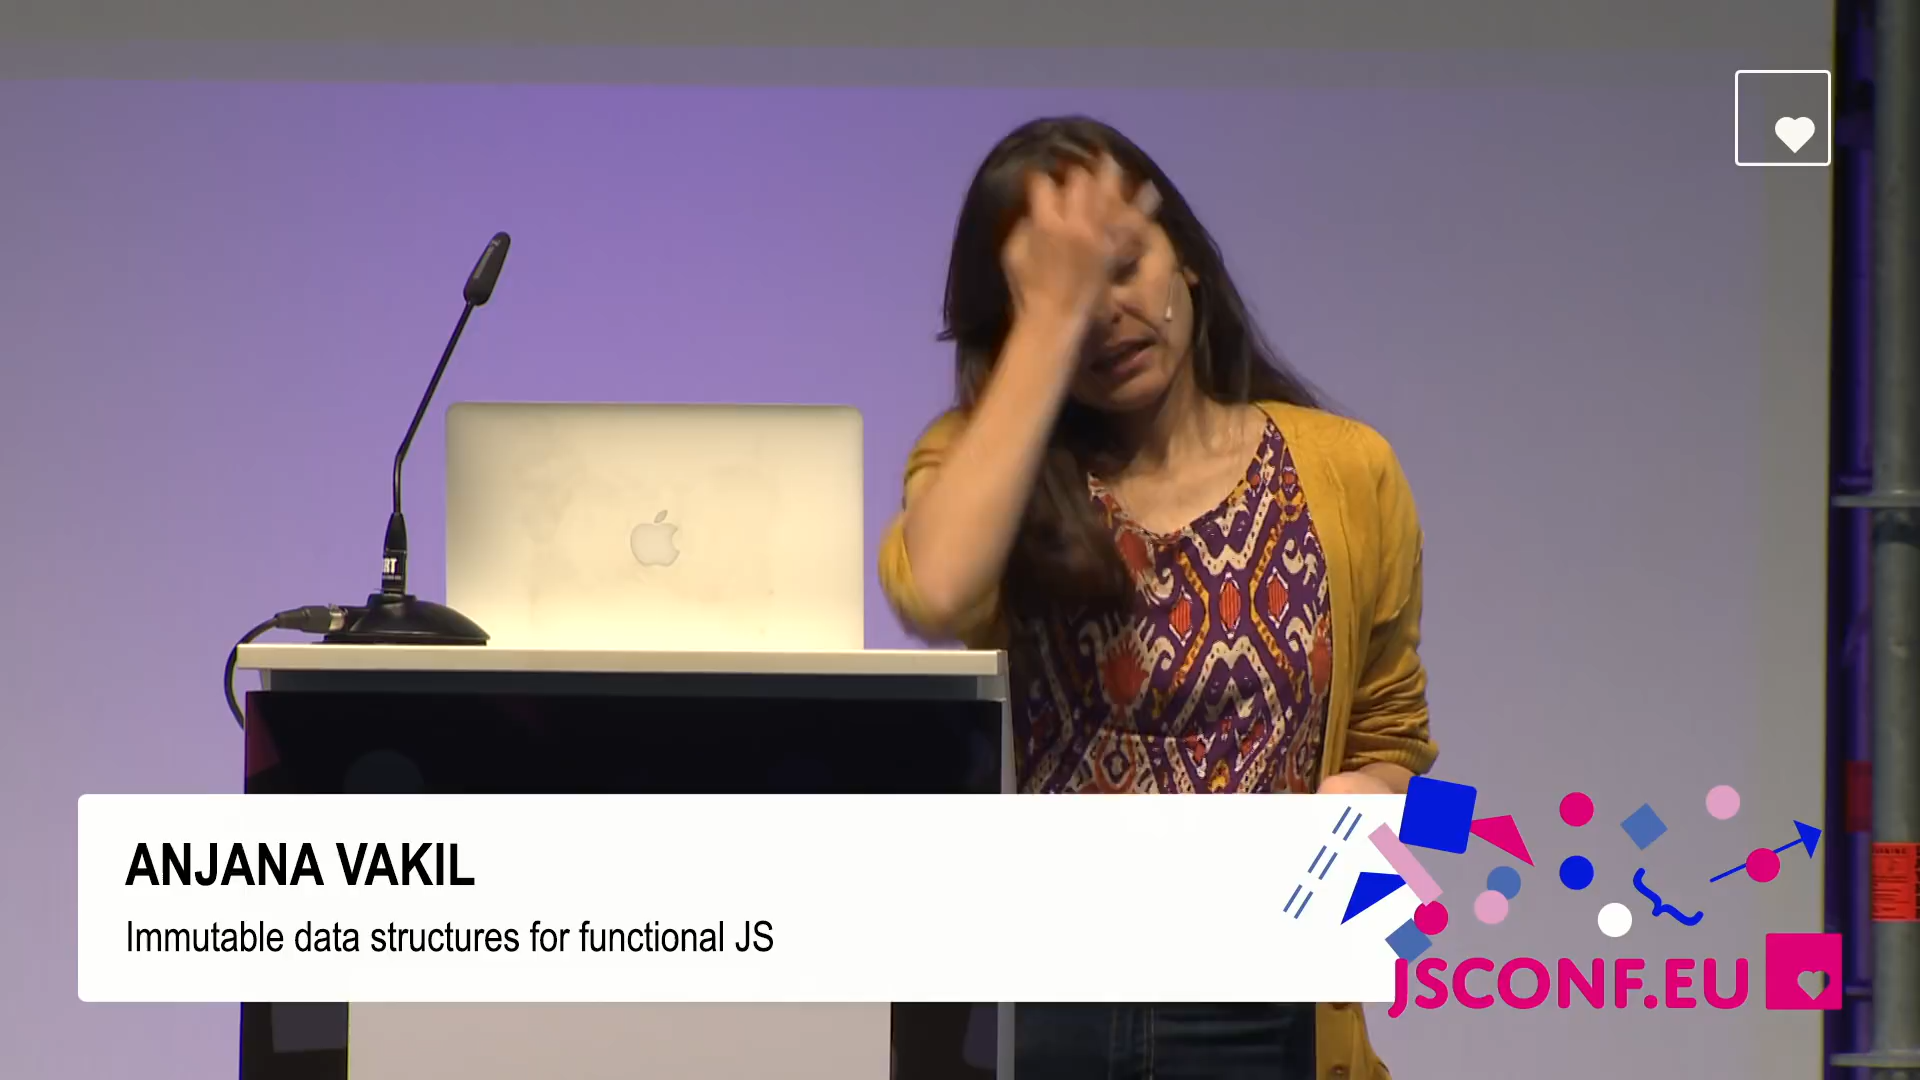 ANJANA VAKIL
Immutable data structures for functional JS
JSCONF.EU